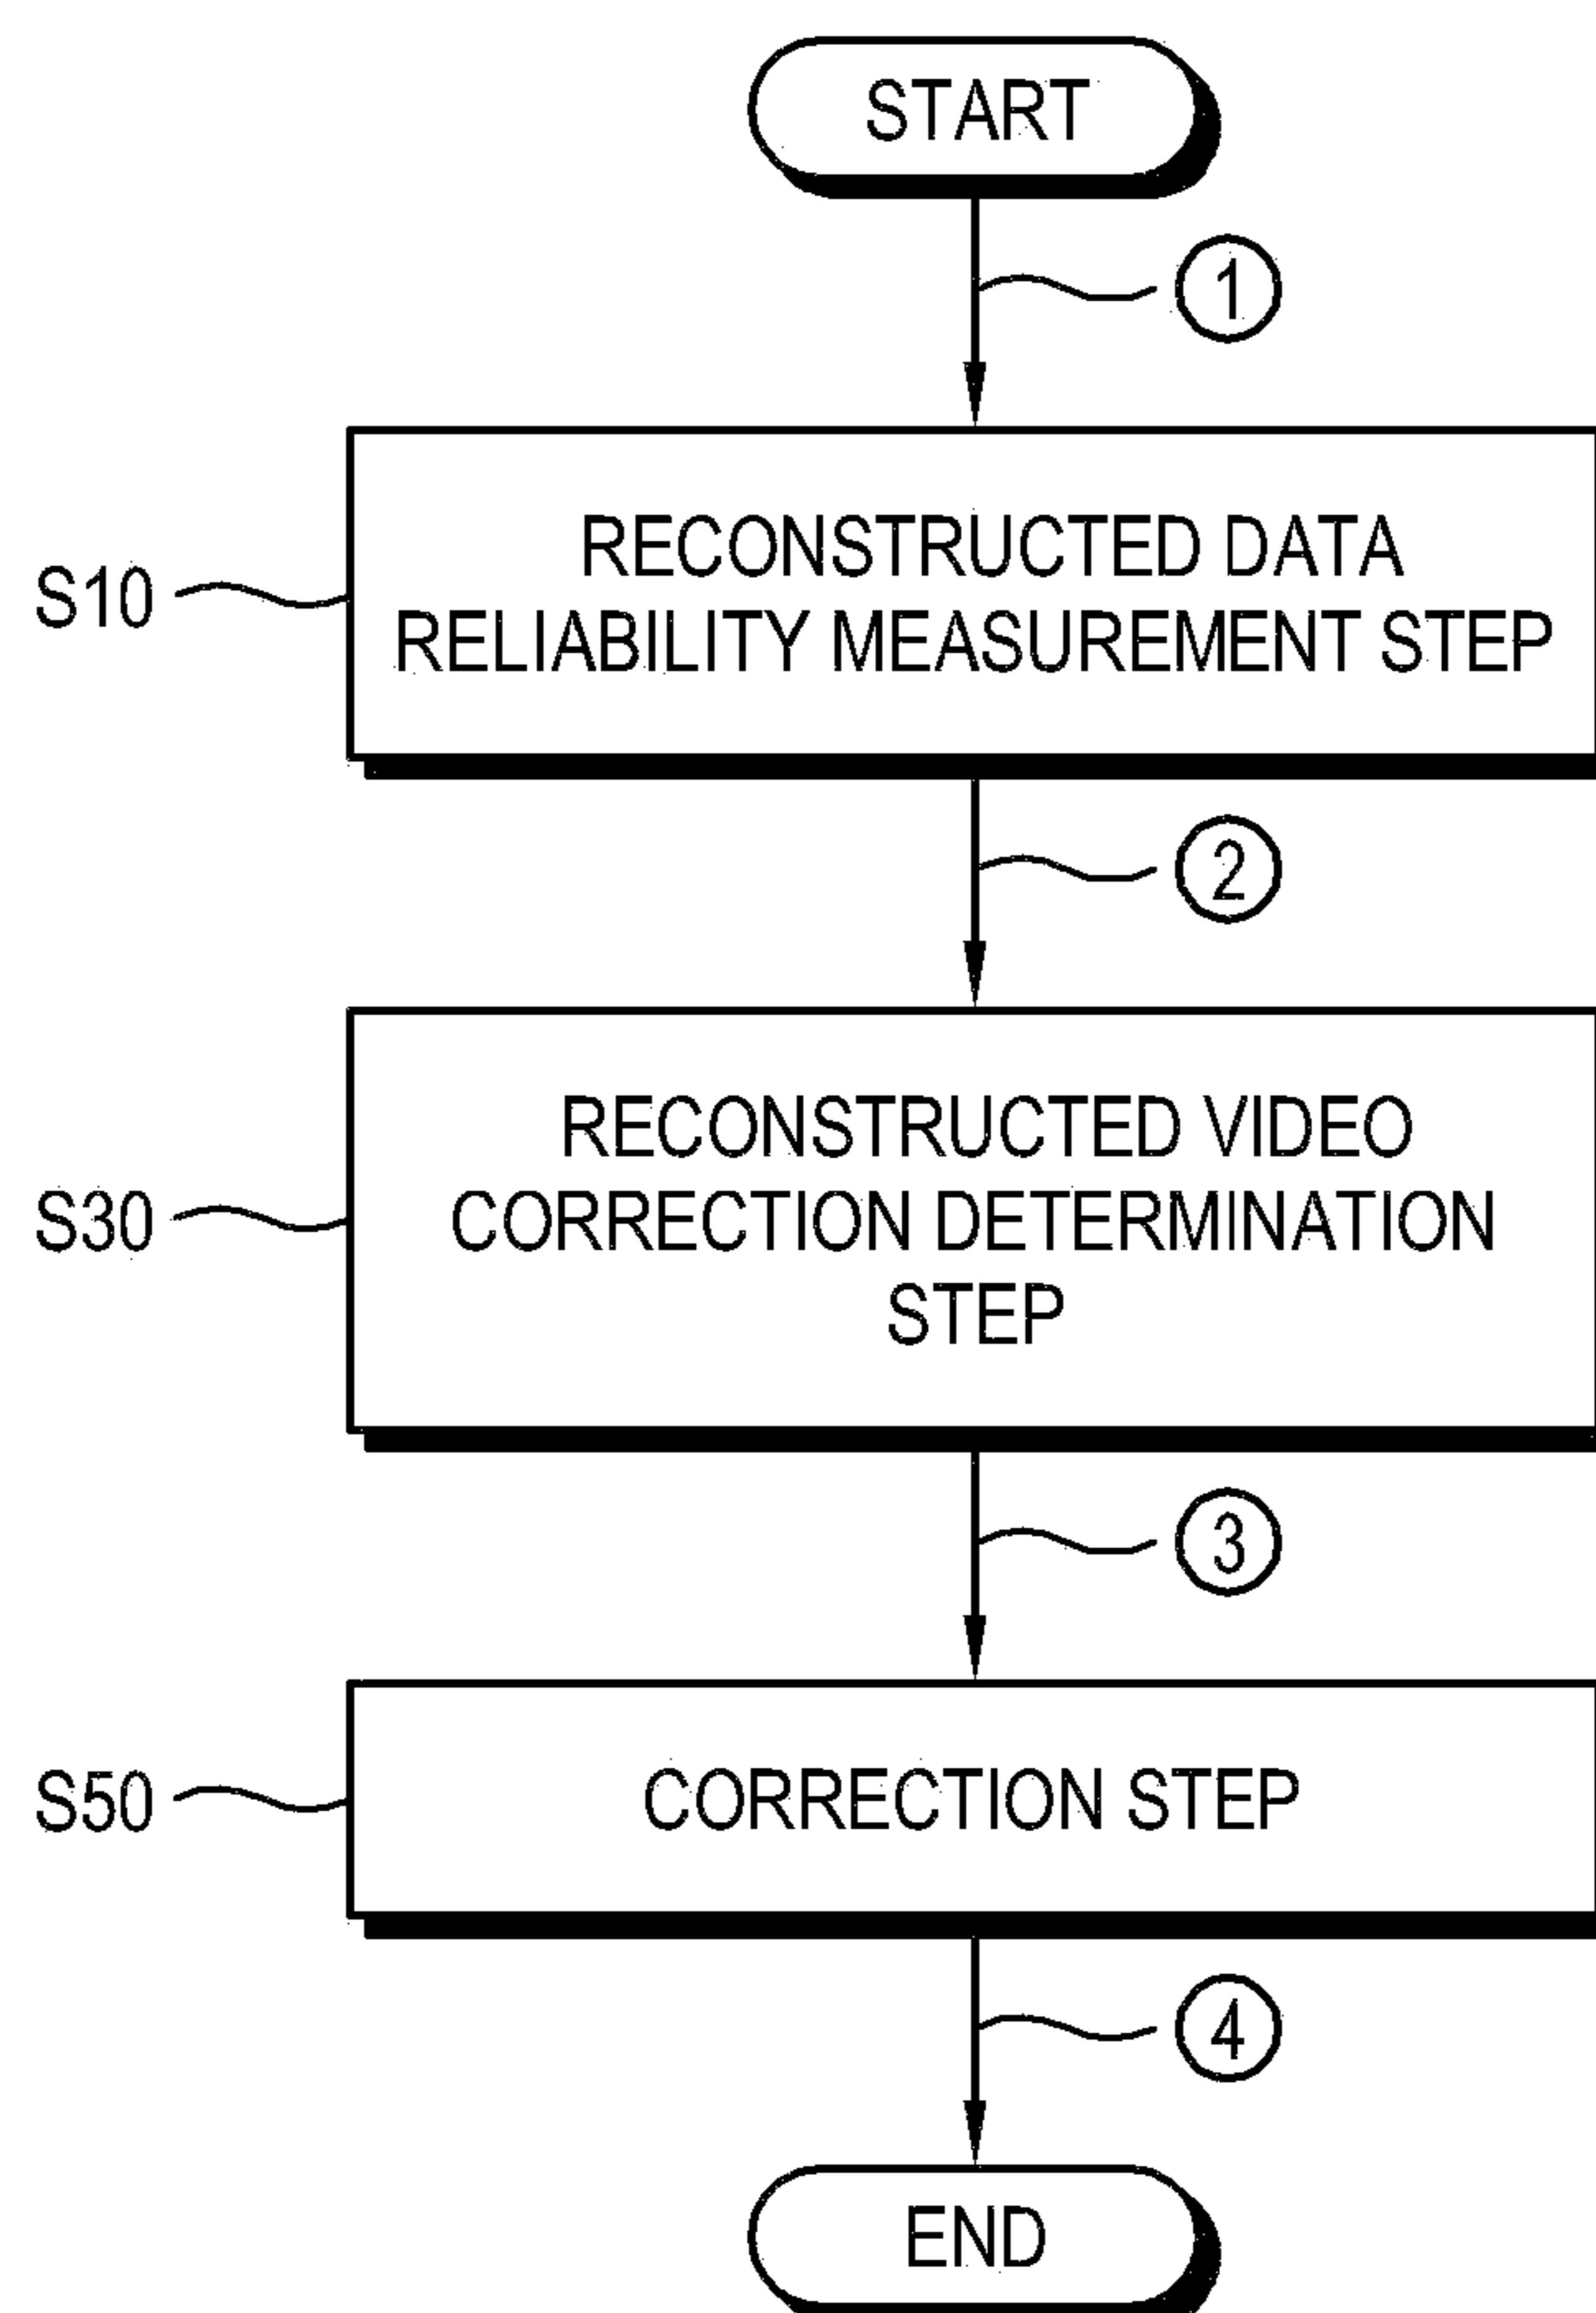 START
①
RECONSTRUCTED DATA
S10
RELIABILITY MEASUREMENT STEP
②
RECONSTRUCTED VIDEO
S30
CORRECTION DETERMINATION
STEP
③
S50
CORRECTION STEP
④
END